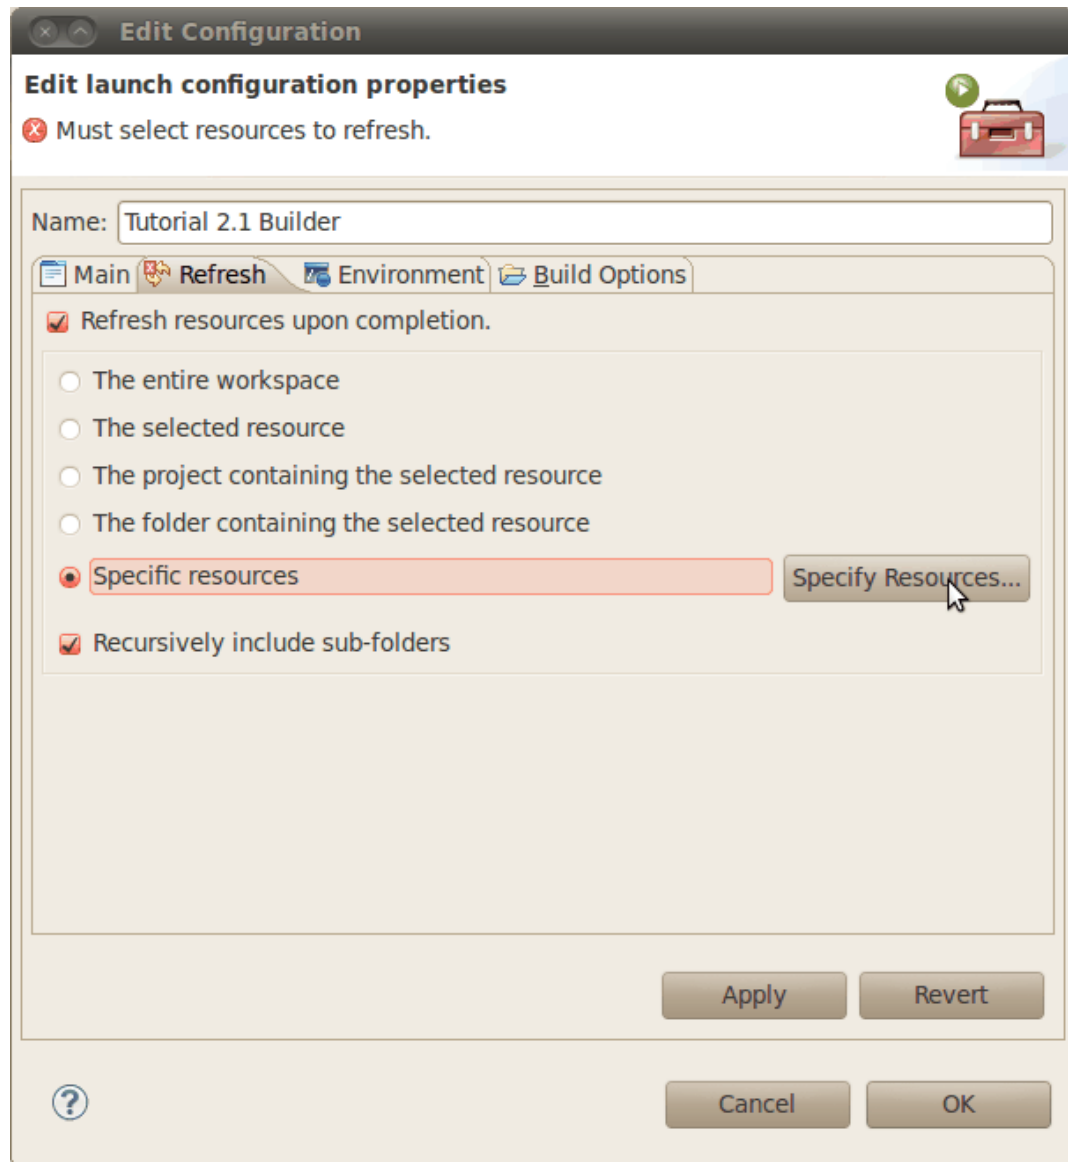 Edit Configuration
Edit launch configuration properties
Must select resources to refresh.
Name: Tutorial 2.1 Builder
Main Refresh Environment Build Options
Refresh resources upon completion.
The entire workspace
The selected resource
The project containing the selected resource
The folder containing the selected resource
Specific resources Specify Resources...
Recursively include sub-folders
Apply Revert
? Cancel OK